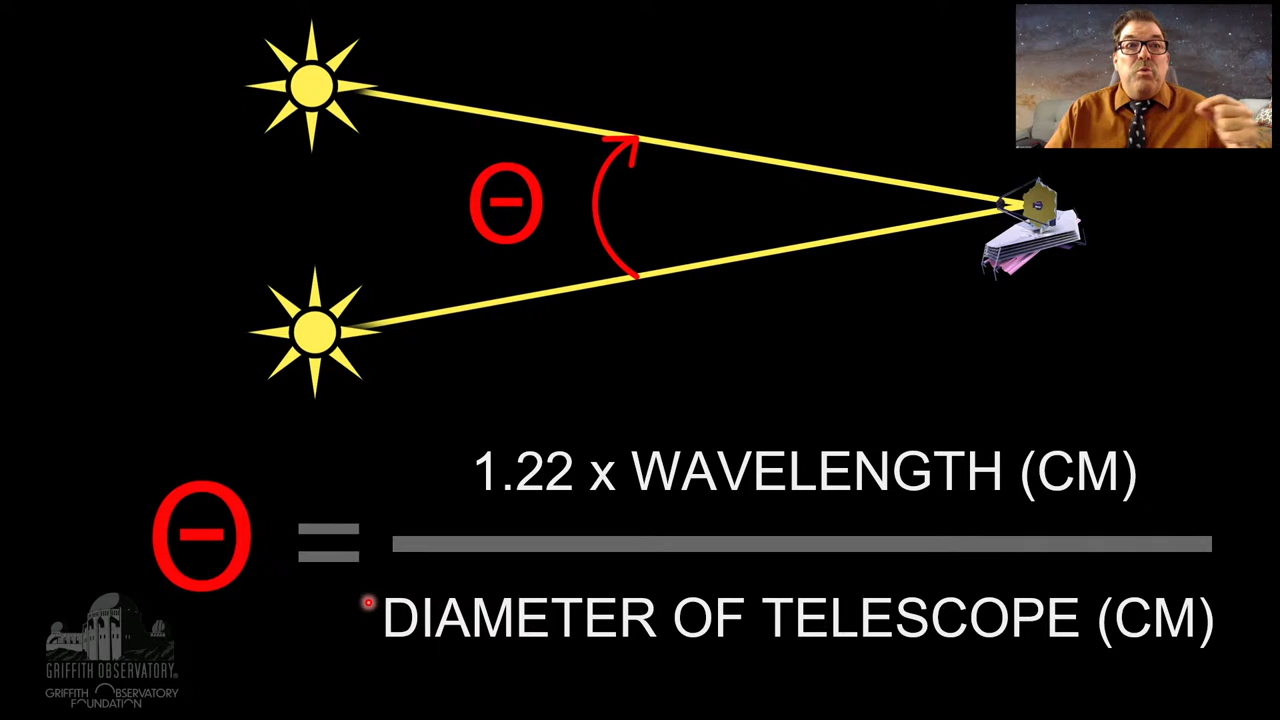 Θ
1.22 x WAVELENGTH (CM)
Θ =
DIAMETER OF TELESCOPE (CM)
GRIFFITH OBSERVATORY®
GRIFFITH OBSERVATORY
FOUNDATION